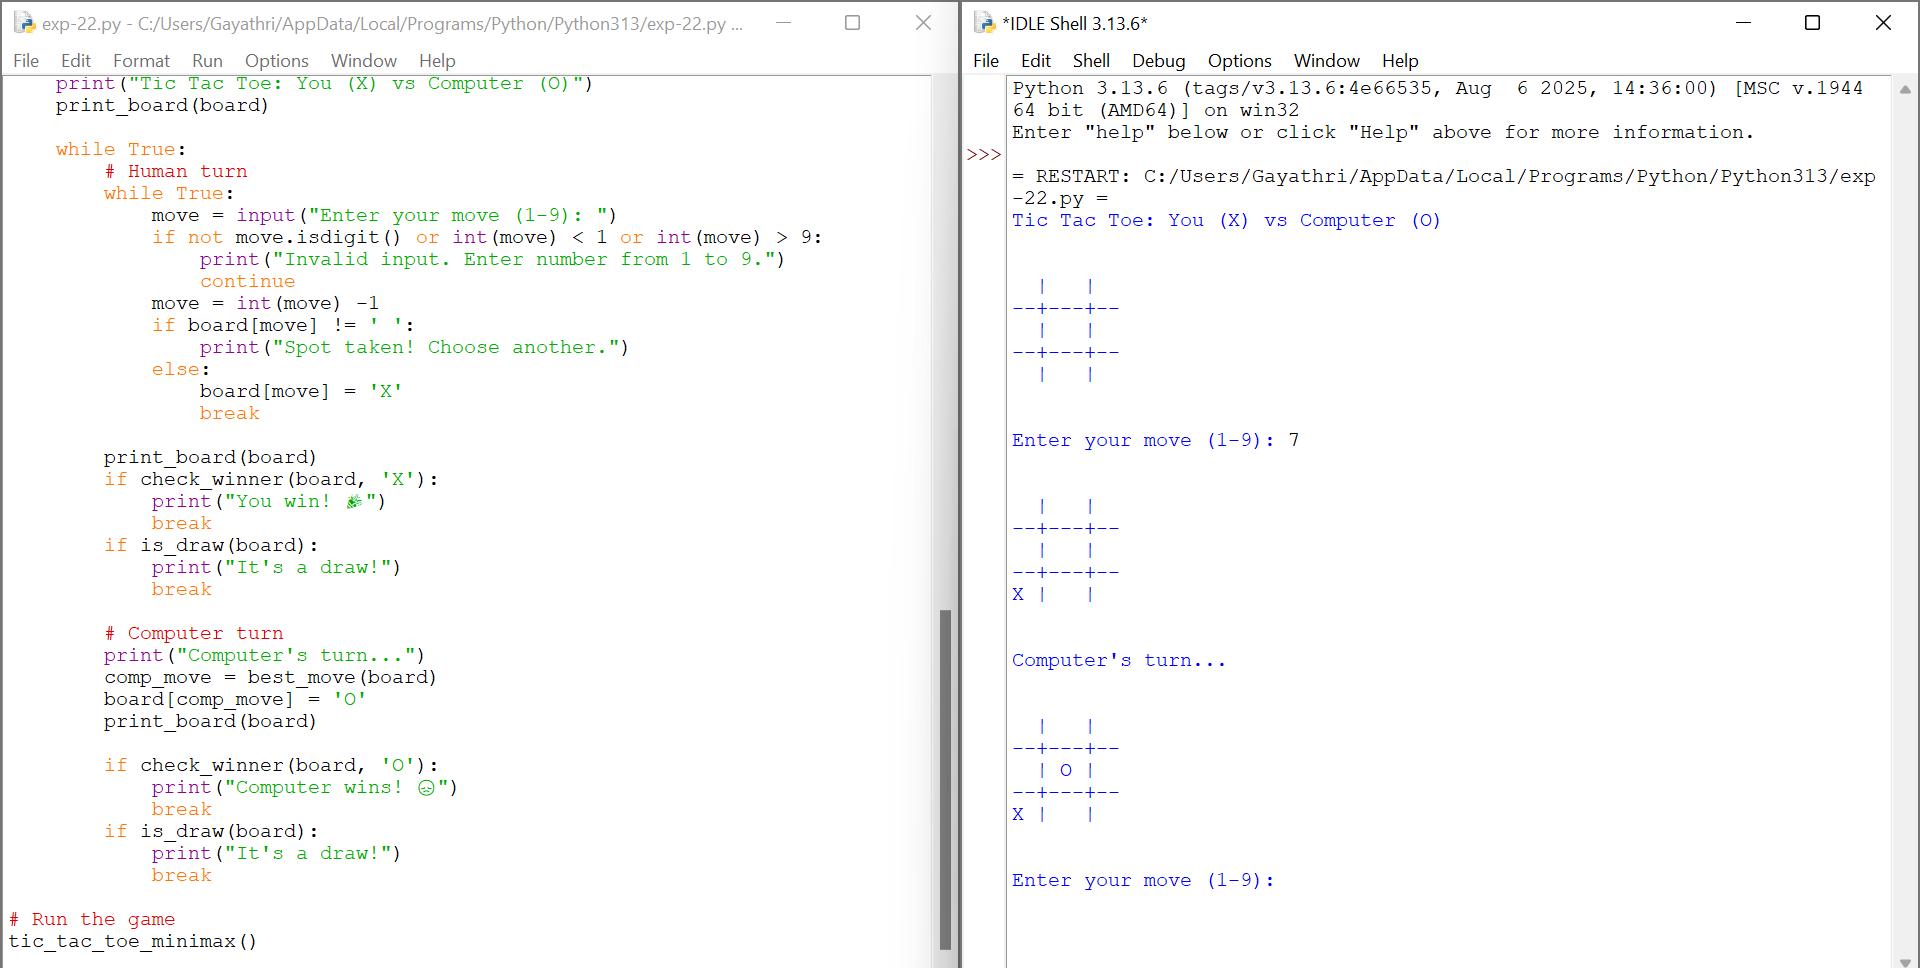 exp-22.py - C:/Users/Gayathri/AppData/Local/Programs/Python/Python313/exp-22.py ...
File Edit Format Run Options Window Help
    print("Tic Tac Toe: You (X) vs Computer (O)")
    print_board(board)

    while True:
        # Human turn
        while True:
            move = input("Enter your move (1-9): ")
            if not move.isdigit() or int(move) < 1 or int(move) > 9:
                print("Invalid input. Enter number from 1 to 9.")
                continue
            move = int(move) -1
            if board[move] != ' ':
                print("Spot taken! Choose another.")
            else:
                board[move] = 'X'
                break

        print_board(board)
        if check_winner(board, 'X'):
            print("You win! 🎉")
            break
        if is_draw(board):
            print("It's a draw!")
            break

        # Computer turn
        print("Computer's turn...")
        comp_move = best_move(board)
        board[comp_move] = 'O'
        print_board(board)

        if check_winner(board, 'O'):
            print("Computer wins! 😞")
            break
        if is_draw(board):
            print("It's a draw!")
            break

# Run the game
tic_tac_toe_minimax()
*IDLE Shell 3.13.6*
File Edit Shell Debug Options Window Help
Python 3.13.6 (tags/v3.13.6:4e66535, Aug  6 2025, 14:36:00) [MSC v.1944
64 bit (AMD64)] on win32
Enter "help" below or click "Help" above for more information.
>>>
= RESTART: C:/Users/Gayathri/AppData/Local/Programs/Python/Python313/exp
-22.py =
Tic Tac Toe: You (X) vs Computer (O)

  |   |
--+---+--
  |   |
--+---+--
  |   |

Enter your move (1-9): 7

  |   |
--+---+--
  |   |
--+---+--
X |   |

Computer's turn...

  |   |
--+---+--
  | O |
--+---+--
X |   |

Enter your move (1-9):